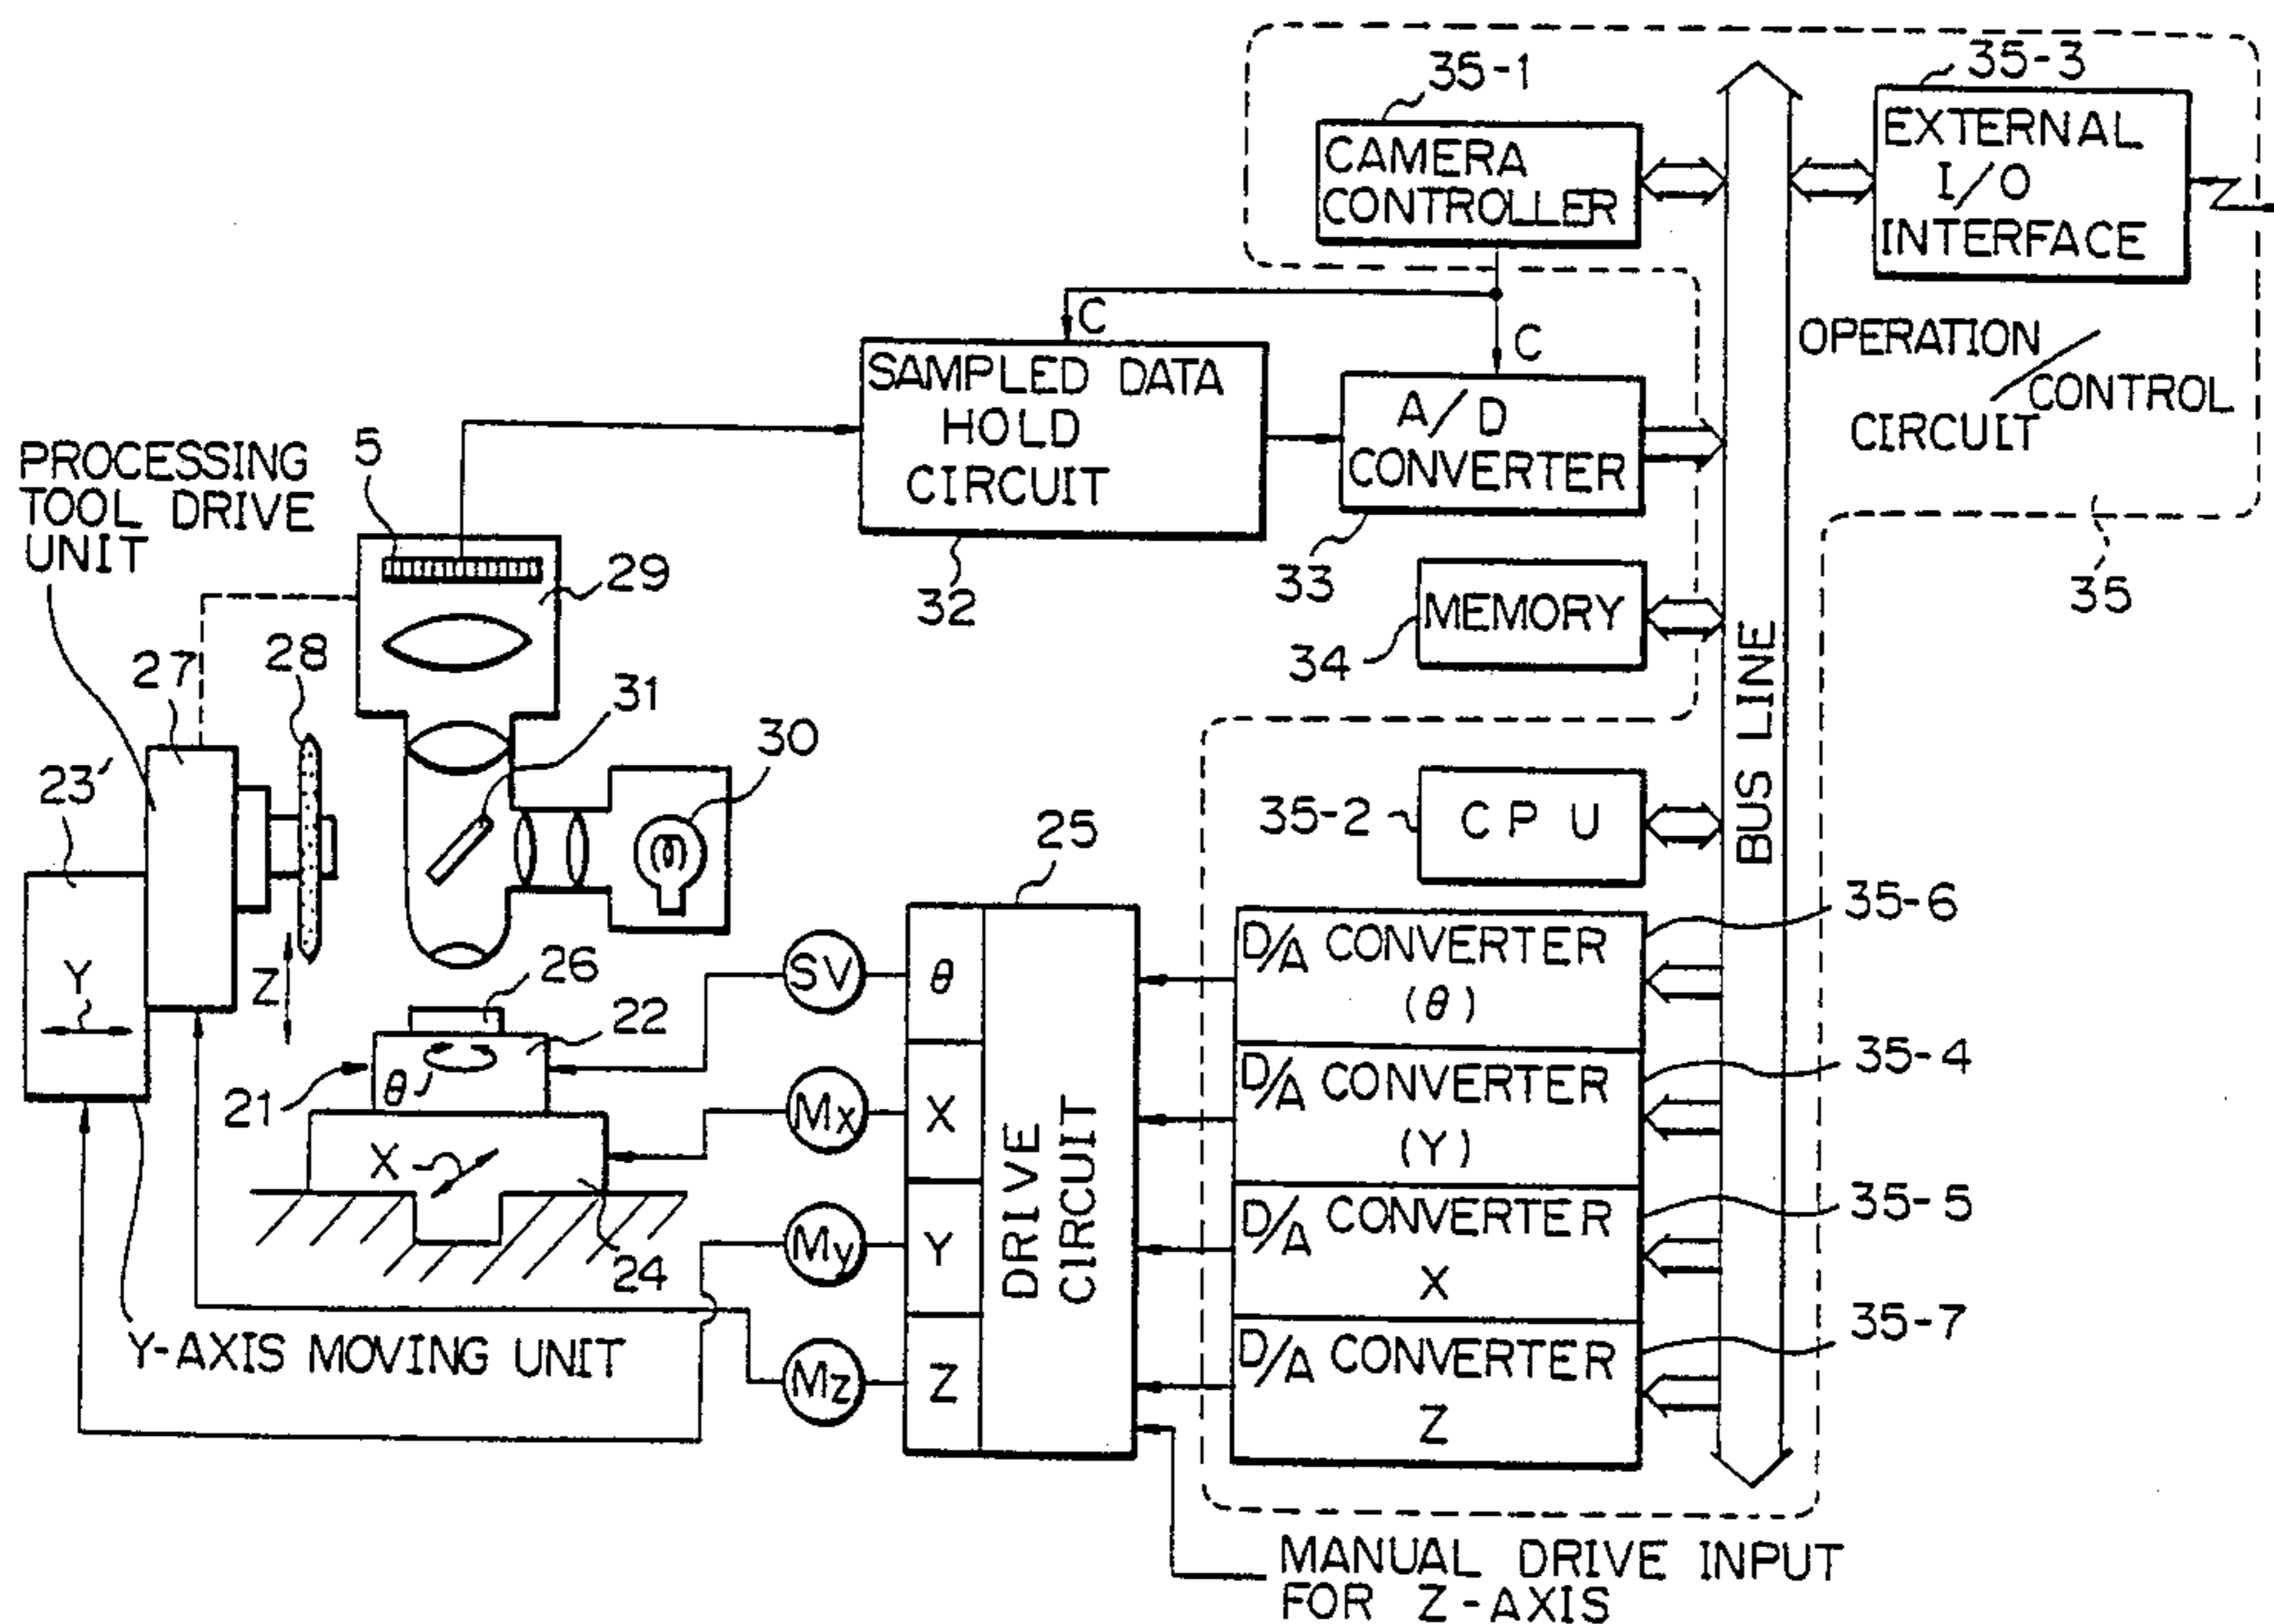 35-1
35-3
CAMERA
CONTROLLER
EXTERNAL
I/O
INTERFACE
C
C
OPERATION/CONTROL
CIRCUIT
SAMPLED DATA
HOLD
CIRCUIT
A/D
CONVERTER
PROCESSING
TOOL DRIVE
UNIT
5
29
32
33
35
MEMORY
34
27
28
31
30
23'
BUS LINE
CPU
35-2
25
35-6
Y
Z
26
22
21
θ
SV
θ
D/A CONVERTER
(θ)
35-4
X
Mx
X
D/A CONVERTER
(Y)
DRIVE
CIRCUIT
24
My
Y
D/A CONVERTER
X
35-5
Y-AXIS MOVING UNIT
Mz
Z
D/A CONVERTER
Z
35-7
MANUAL DRIVE INPUT
FOR Z-AXIS